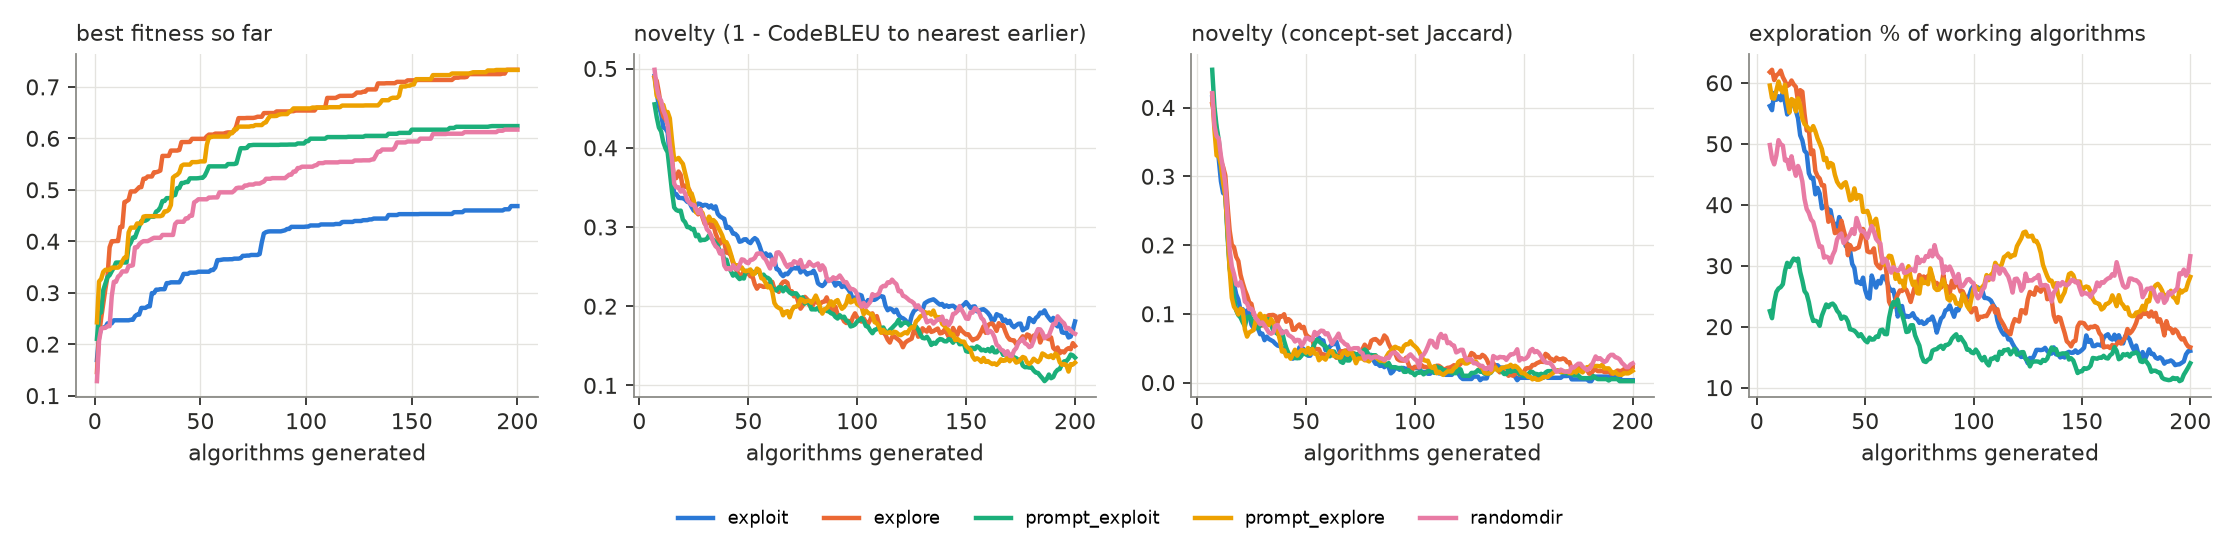 best fitness so far
0.7
0.6
0.5
0.4
0.3
0.2
0.1
0 50 100 150 200
algorithms generated
novelty (1 - CodeBLEU to nearest earlier)
0.5
0.4
0.3
0.2
0.1
0 50 100 150 200
algorithms generated
novelty (concept-set Jaccard)
0.4
0.3
0.2
0.1
0.0
0 50 100 150 200
algorithms generated
exploration % of working algorithms
60
50
40
30
20
10
0 50 100 150 200
algorithms generated
exploit explore prompt_exploit prompt_explore randomdir